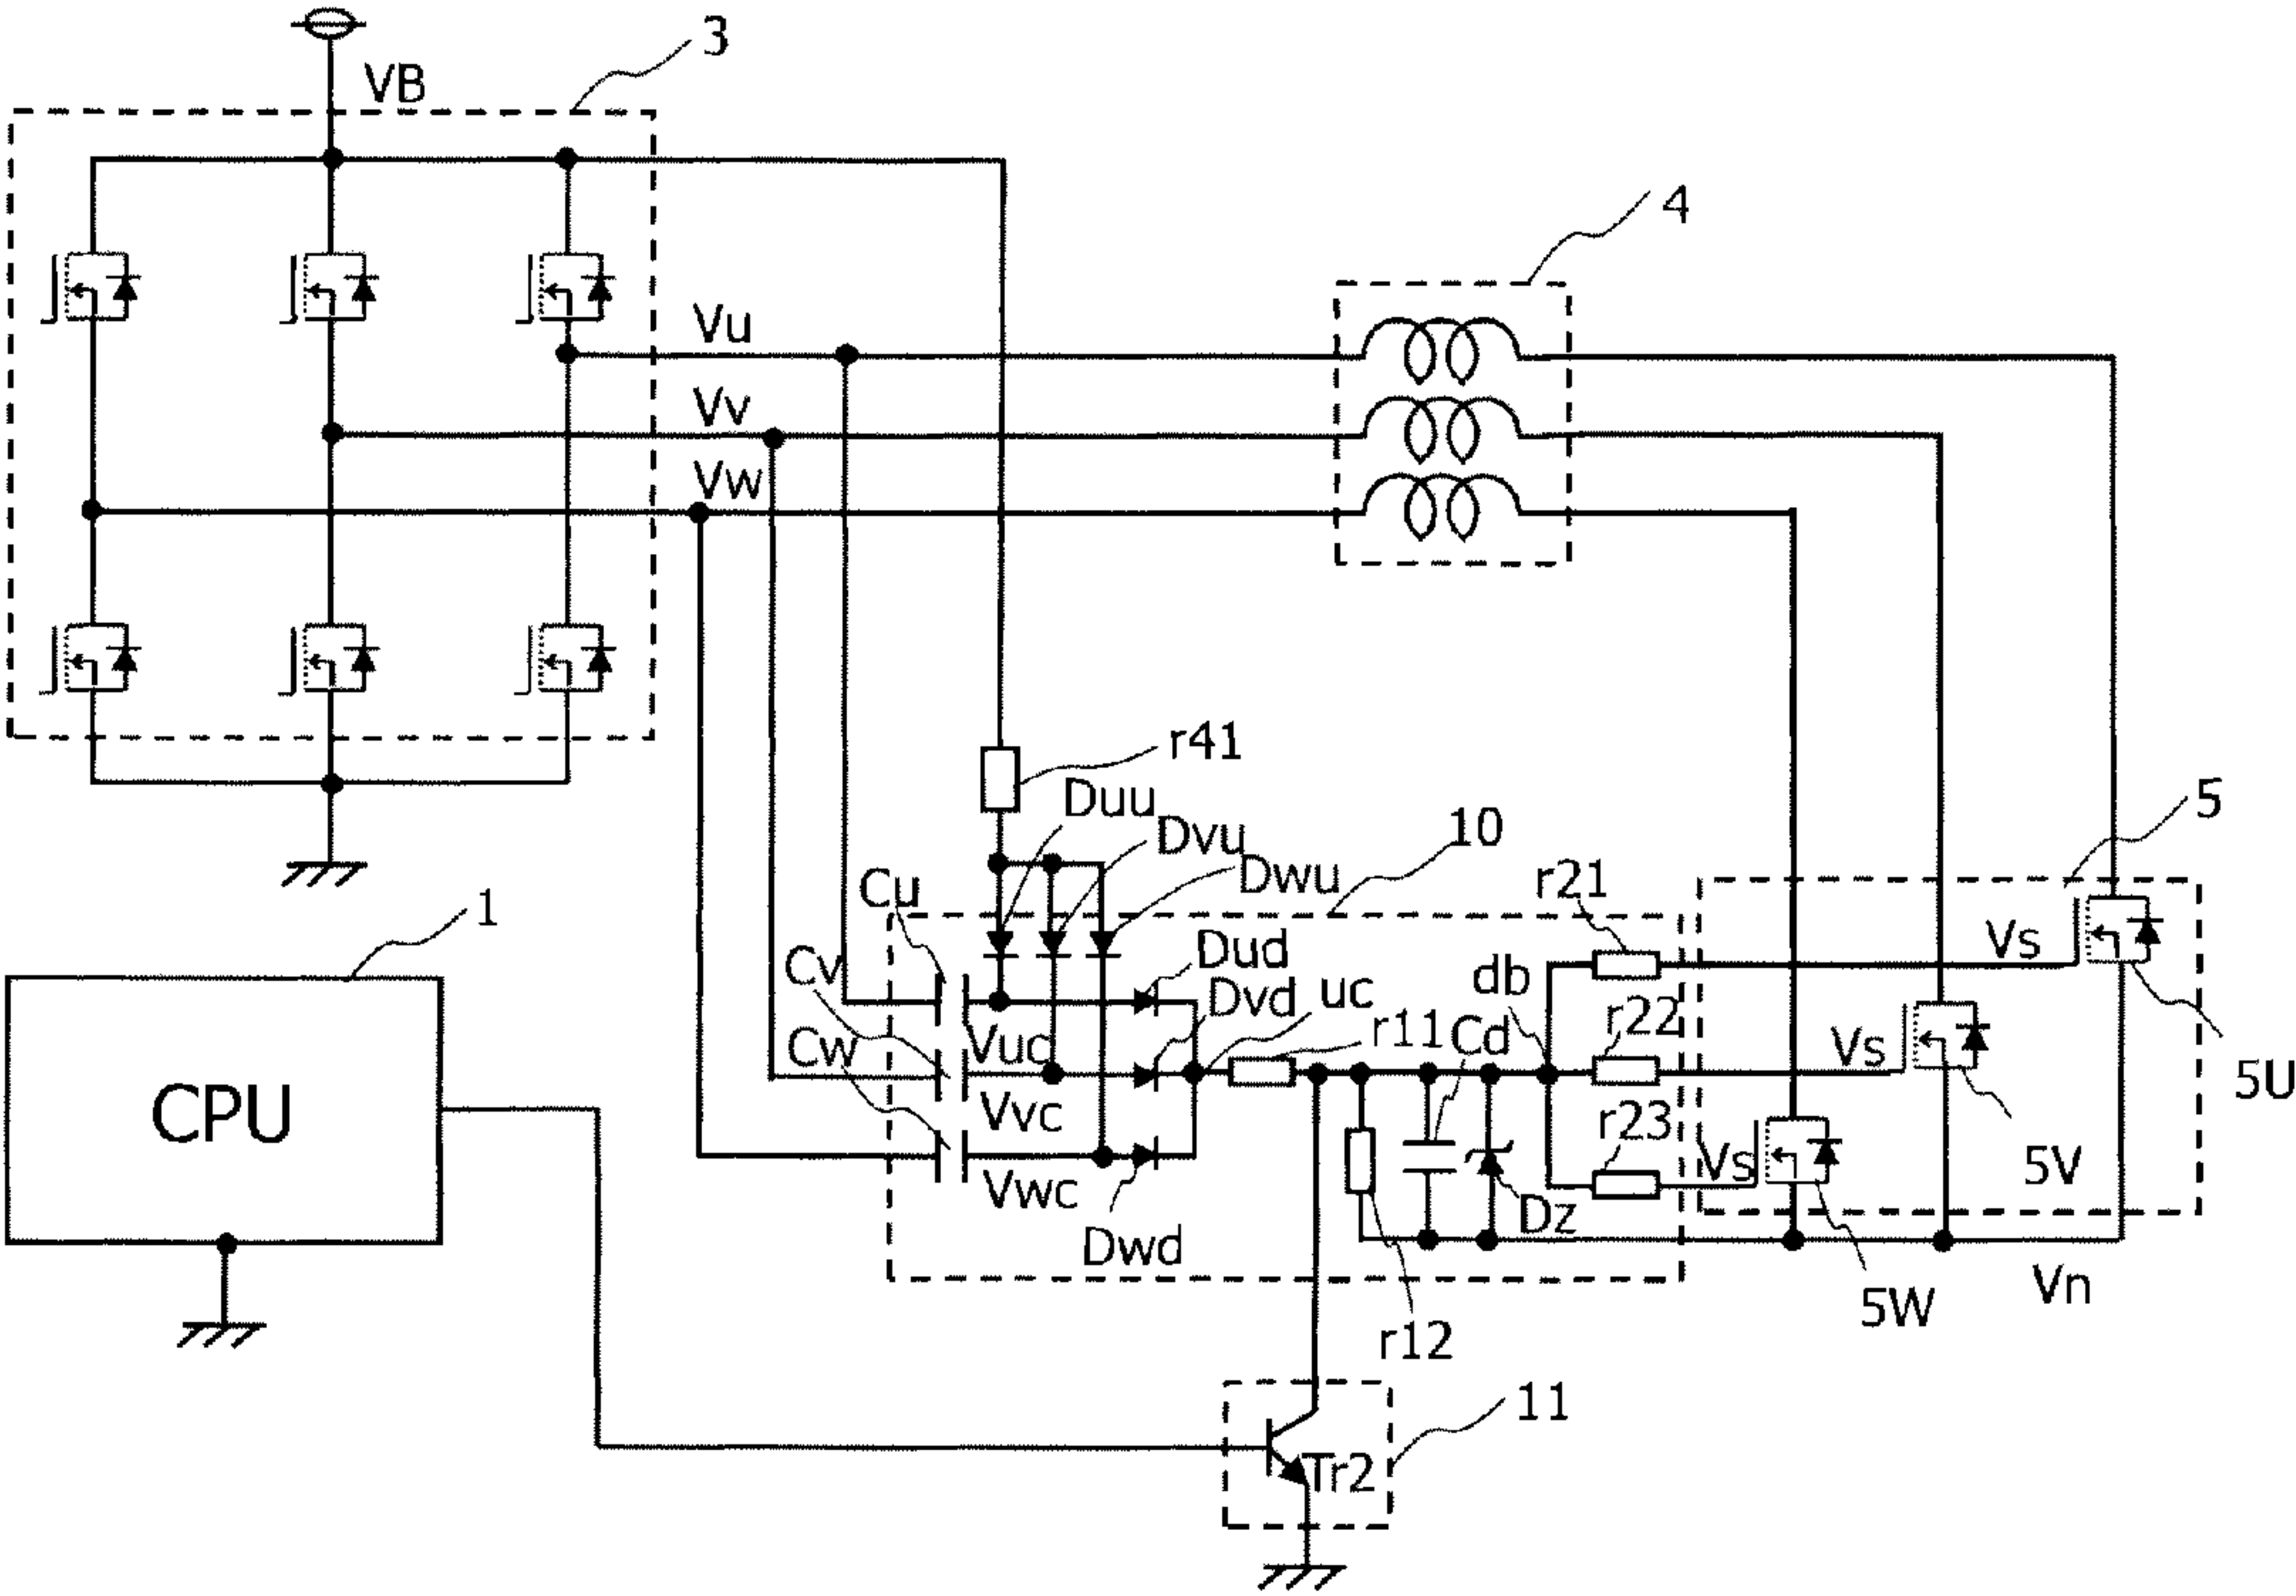 3
VB
4
Vu
Vv
Vw
r41
Duu
Dvu
Dwu
10
5
r21
Cu
1
Vs
Cv
Dud
db
Dvd
uc
r22
r11
Cd
Vuc
Cw
Vs
5U
CPU
Vvc
r23
Vs
5V
Vwc
Dz
Dwd
5W
Vn
r12
11
Tr2